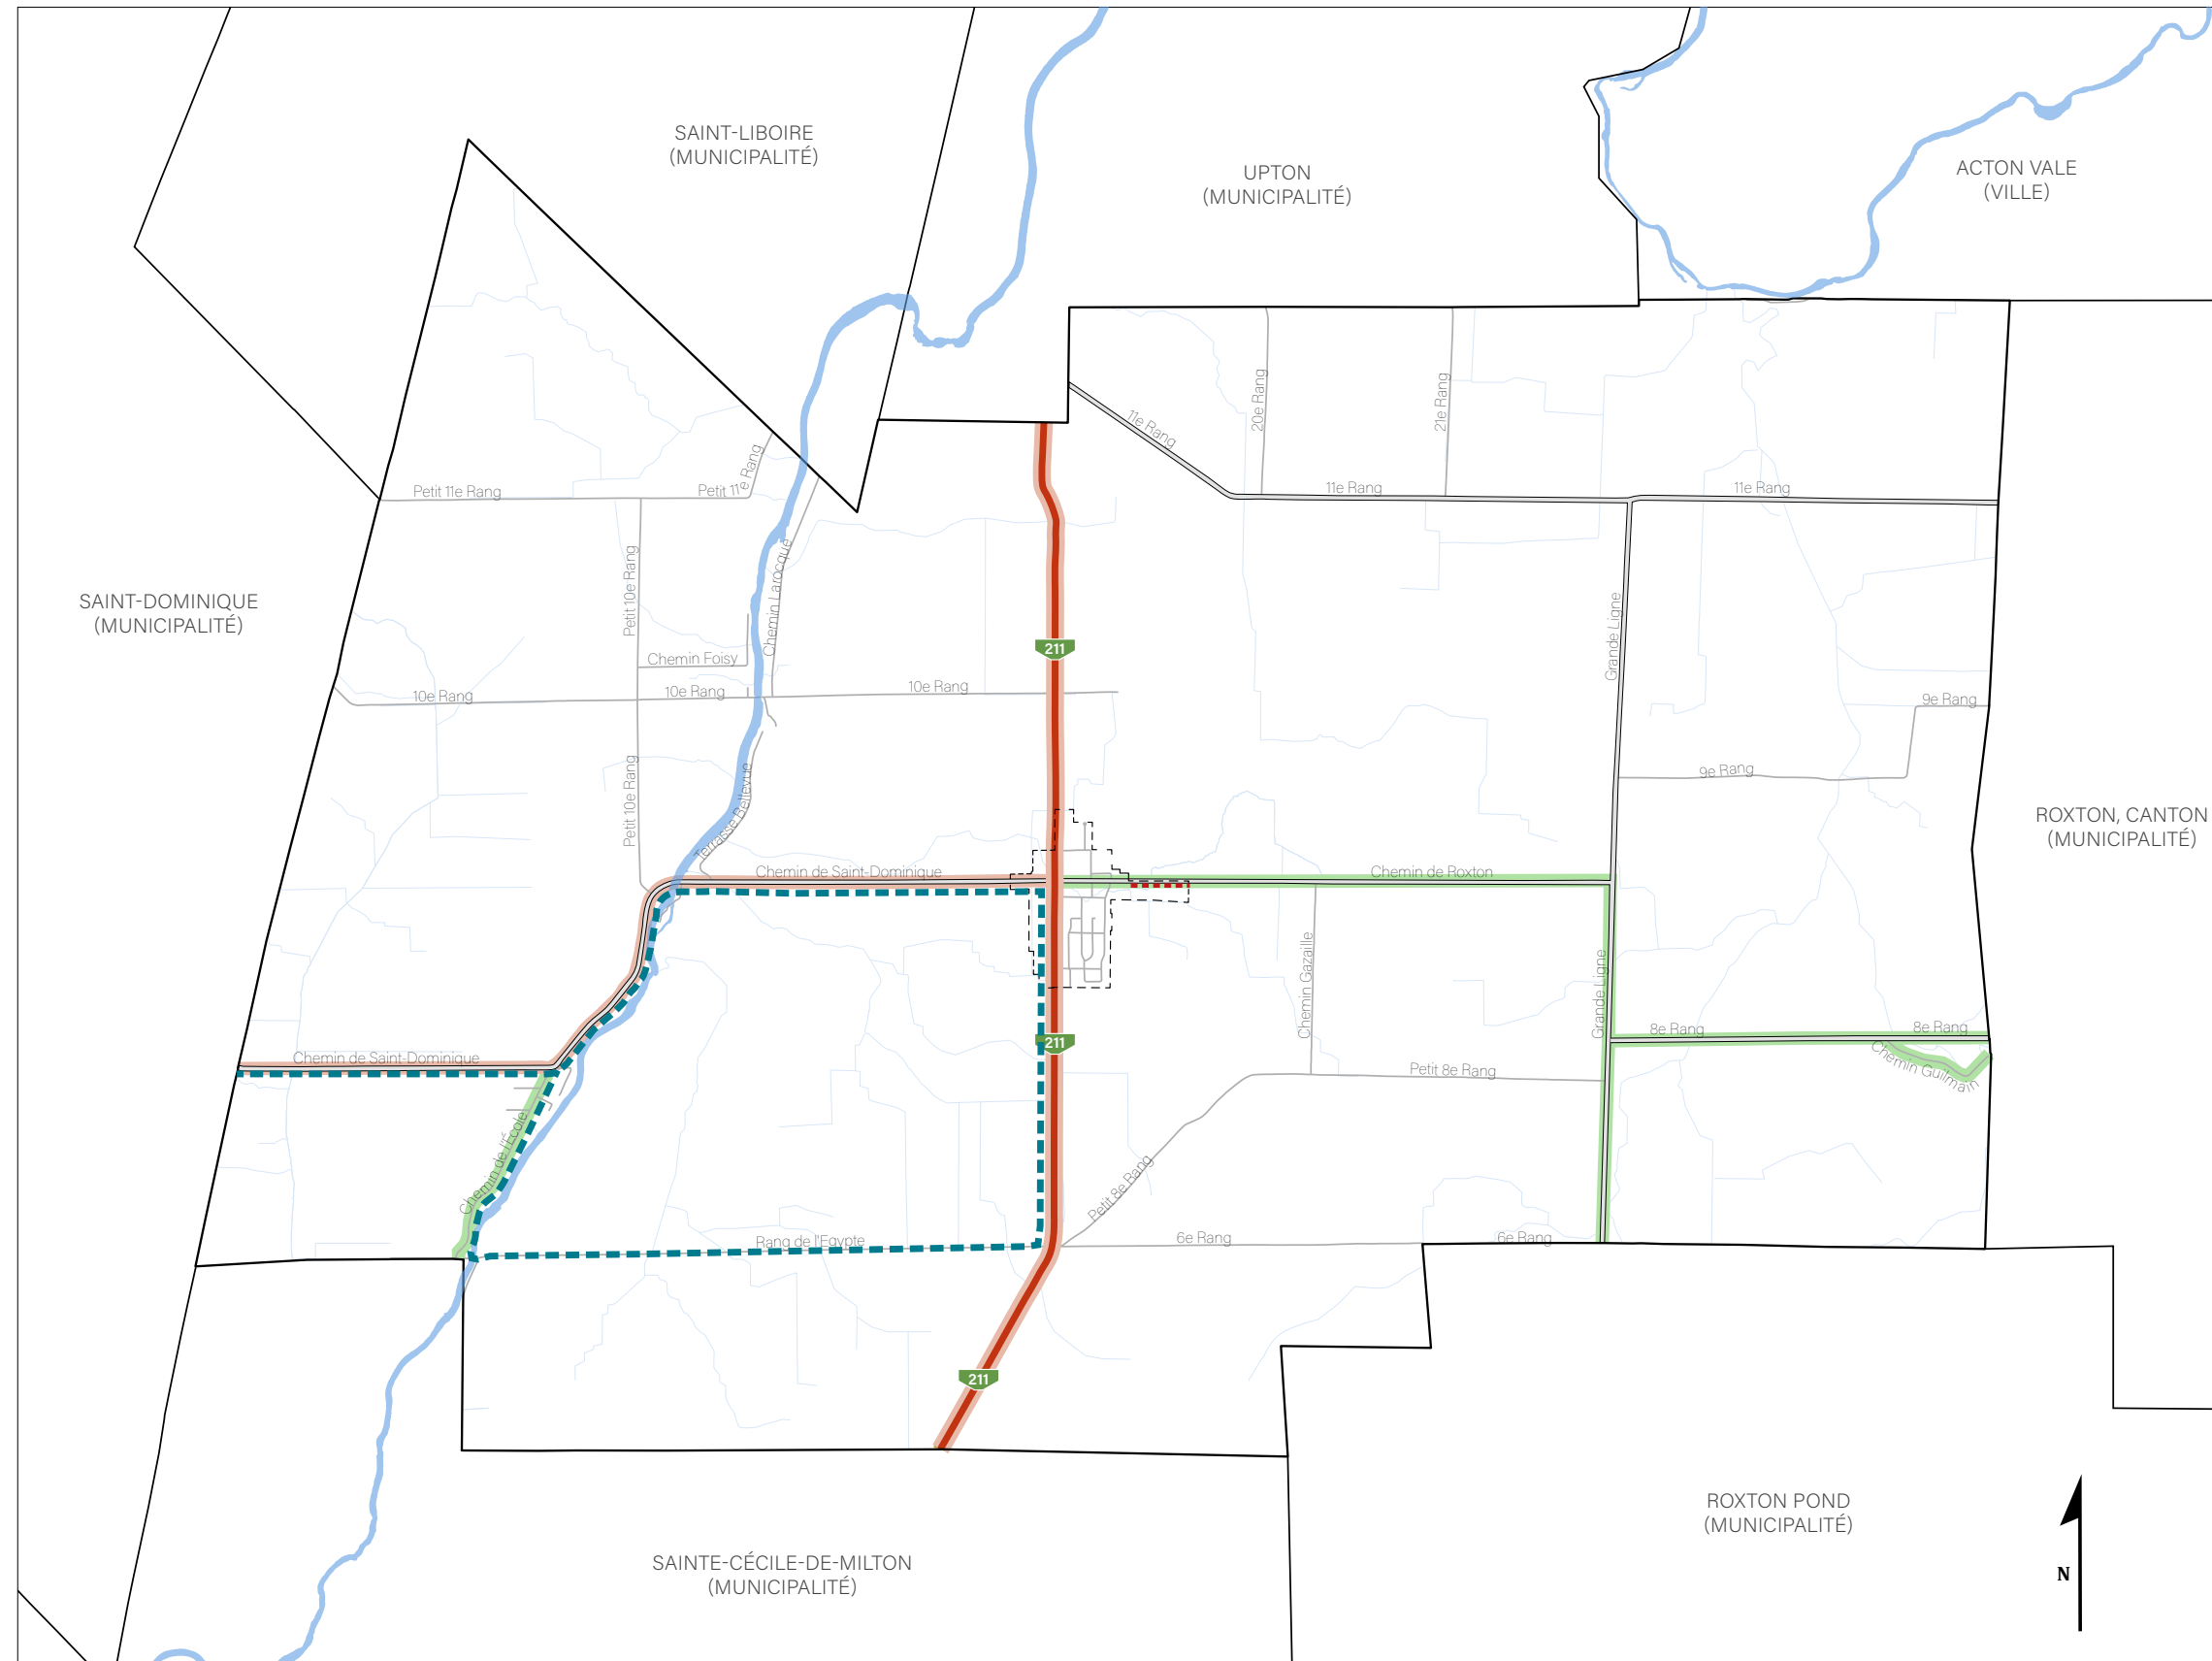 SAINT-LIBOIRE
(MUNICIPALITÉ)
UPTON
(MUNICIPALITÉ)
ACTON VALE
(VILLE)
20e Rang
21e Rang
11e Rang
Petit 11e Rang
Petit 11e Rang
11e Rang
11e Rang
Petit 10e Rang
Chemin Larocque
SAINT-DOMINIQUE
(MUNICIPALITÉ)
Grande Ligne
211
Chemin Foisy
10e Rang
10e Rang
10e Rang
9e Rang
9e Rang
Petit 10e Rang
Terrasse Bellevue
ROXTON, CANTON
(MUNICIPALITÉ)
Chemin de Saint-Dominique
Chemin de Roxton
Chemin Gazaille
Grande Ligne
8e Rang
8e Rang
211
Chemin de Saint-Dominique
Chemin Guilmain
Petit 8e Rang
Chemin de l'École
Petit 8e Rang
Rang de l'Egypte
6e Rang
6e Rang
211
ROXTON POND
(MUNICIPALITÉ)
SAINTE-CÉCILE-DE-MILTON
(MUNICIPALITÉ)
N